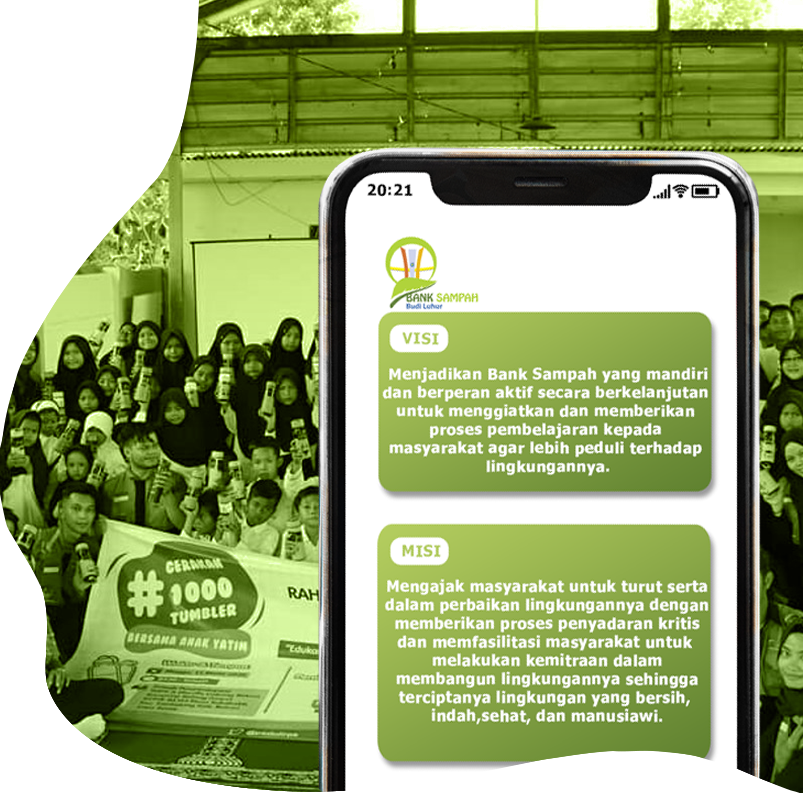 20:21
BANK SAMPAH
Budi Luhur
VISI
Menjadikan Bank Sampah yang mandiri
dan berperan aktif secara berkelanjutan
untuk menggiatkan dan memberikan
proses pembelajaran kepada
masyarakat agar lebih peduli terhadap
lingkungannya.
MISI
Mengajak masyarakat untuk turut serta
dalam perbaikan lingkungannya dengan
memberikan proses penyadaran kritis
dan memfasilitasi masyarakat untuk
melakukan kemitraan dalam
membangun lingkungannya sehingga
terciptanya lingkungan yang bersih,
indah,sehat, dan manusiawi.
GERAKAN
#1000
TUMBLER
BERSAMA ANAK YATIM
RAH
"Eduka